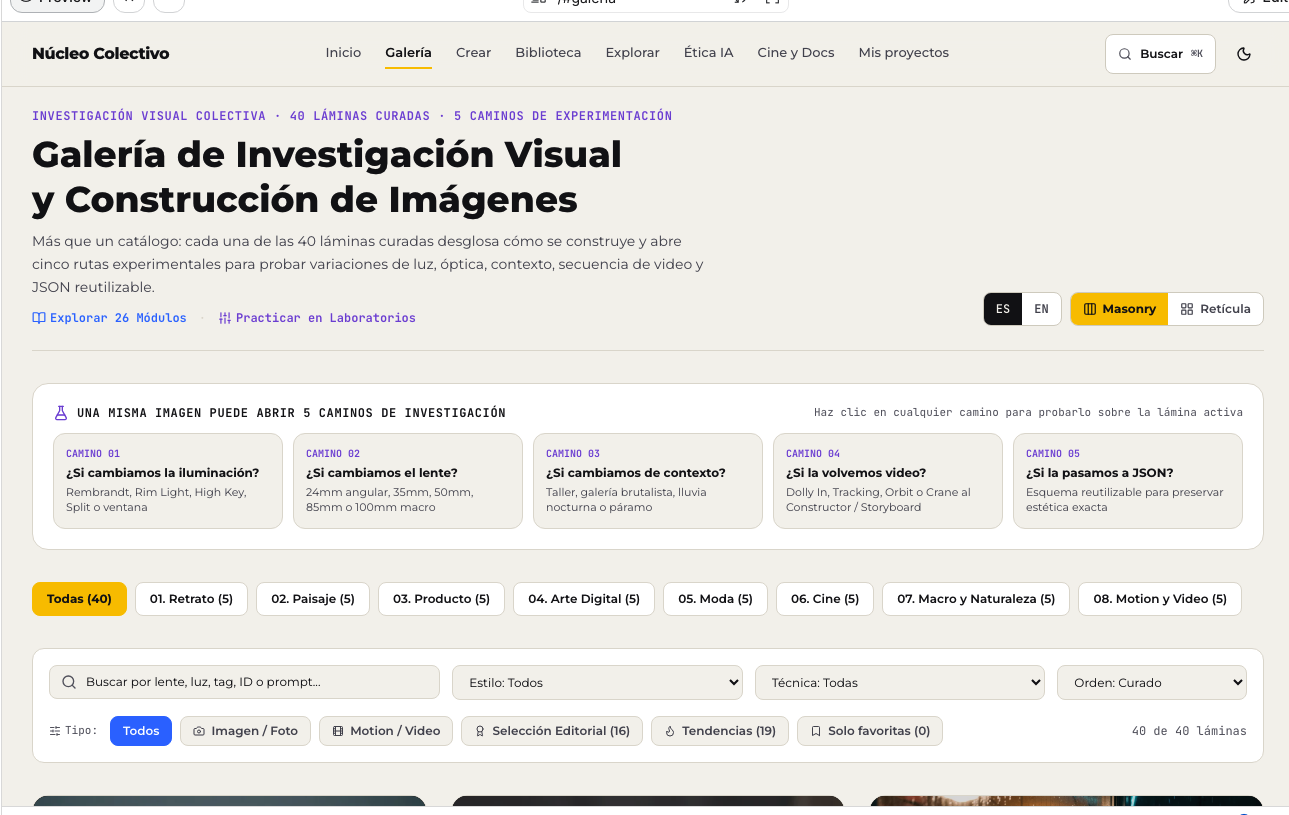 Preview
/#galeria
Edit
Núcleo Colectivo
Inicio
Galería
Crear
Biblioteca
Explorar
Ética IA
Cine y Docs
Mis proyectos
Buscar ⌘K
INVESTIGACIÓN VISUAL COLECTIVA · 40 LÁMINAS CURADAS · 5 CAMINOS DE EXPERIMENTACIÓN
Galería de Investigación Visual
y Construcción de Imágenes
Más que un catálogo: cada una de las 40 láminas curadas desglosa cómo se construye y abre
cinco rutas experimentales para probar variaciones de luz, óptica, contexto, secuencia de video y
JSON reutilizable.
Explorar 26 Módulos · Practicar en Laboratorios
ES
EN
Masonry
Retícula
UNA MISMA IMAGEN PUEDE ABRIR 5 CAMINOS DE INVESTIGACIÓN
Haz clic en cualquier camino para probarlo sobre la lámina activa
CAMINO 01
¿Si cambiamos la iluminación?
Rembrandt, Rim Light, High Key,
Split o ventana
CAMINO 02
¿Si cambiamos el lente?
24mm angular, 35mm, 50mm,
85mm o 100mm macro
CAMINO 03
¿Si cambiamos de contexto?
Taller, galería brutalista, lluvia
nocturna o páramo
CAMINO 04
¿Si la volvemos video?
Dolly In, Tracking, Orbit o Crane al
Constructor / Storyboard
CAMINO 05
¿Si la pasamos a JSON?
Esquema reutilizable para preservar
estética exacta
Todas (40)
01. Retrato (5)
02. Paisaje (5)
03. Producto (5)
04. Arte Digital (5)
05. Moda (5)
06. Cine (5)
07. Macro y Naturaleza (5)
08. Motion y Video (5)
Buscar por lente, luz, tag, ID o prompt...
Estilo: Todos
Técnica: Todas
Orden: Curado
Tipo:
Todos
Imagen / Foto
Motion / Video
Selección Editorial (16)
Tendencias (19)
Solo favoritas (0)
40 de 40 láminas